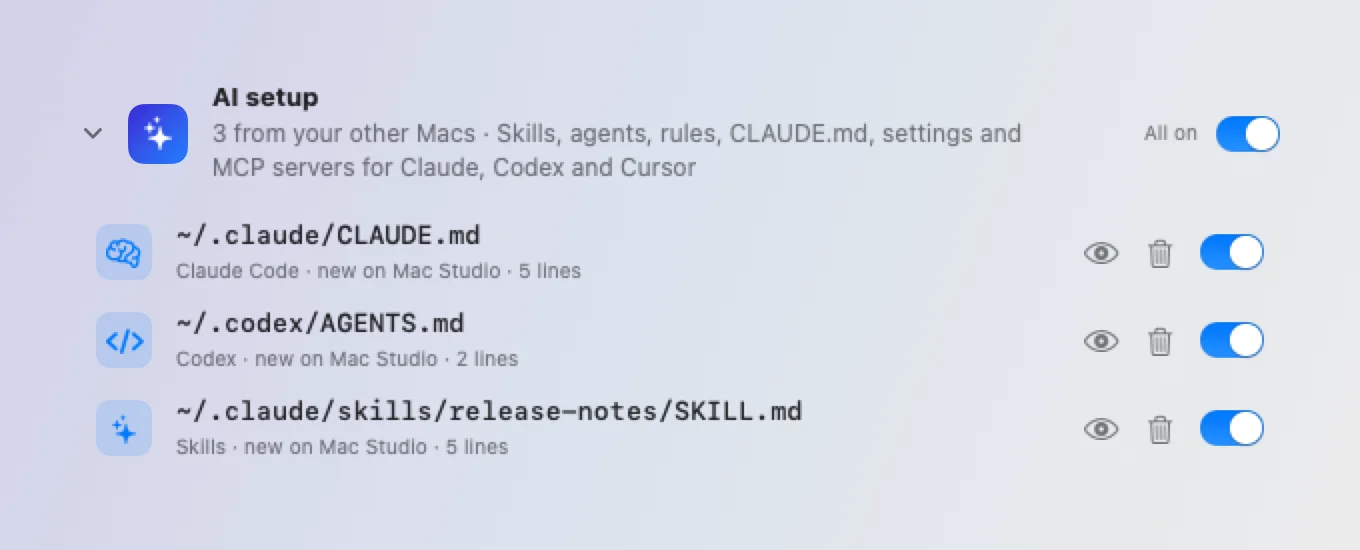 AI setup
3 from your other Macs · Skills, agents, rules, CLAUDE.md, settings and
MCP servers for Claude, Codex and Cursor
All on
~/.claude/CLAUDE.md
Claude Code · new on Mac Studio · 5 lines
~/.codex/AGENTS.md
Codex · new on Mac Studio · 2 lines
~/.claude/skills/release-notes/SKILL.md
Skills · new on Mac Studio · 5 lines